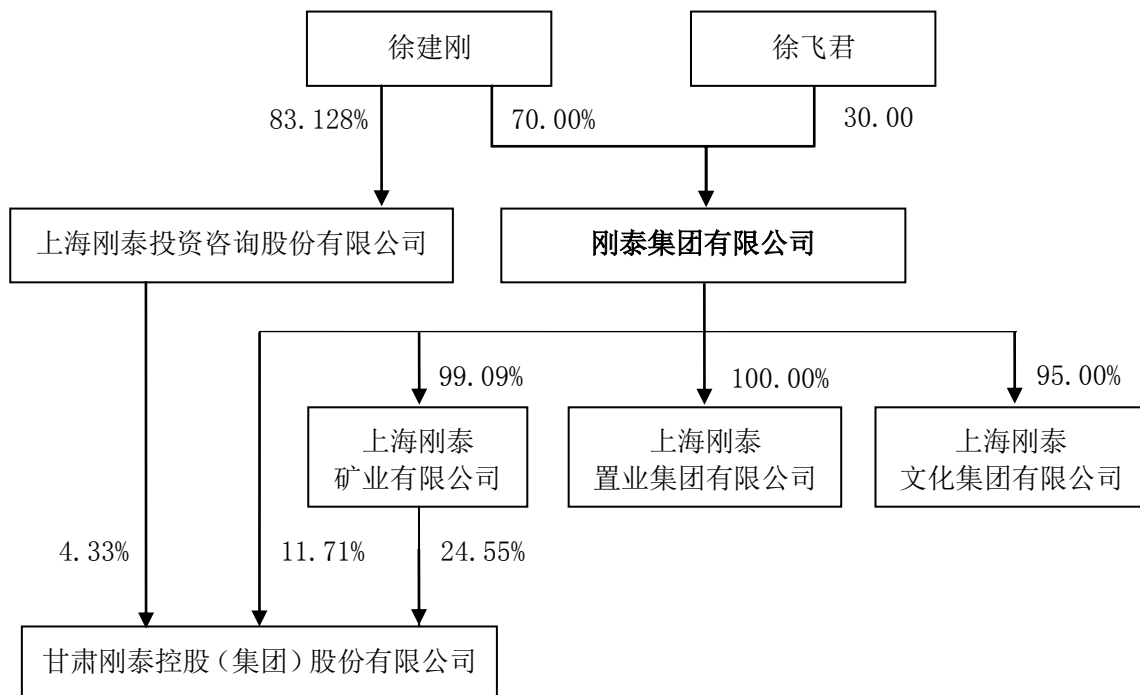 徐建刚
徐飞君
83.128%
70.00%
30.00
上海刚泰投资咨询股份有限公司
刚泰集团有限公司
99.09%
100.00%
95.00%
上海刚泰
矿业有限公司
上海刚泰
置业集团有限公司
上海刚泰
文化集团有限公司
4.33%
11.71%
24.55%
甘肃刚泰控股（集团）股份有限公司